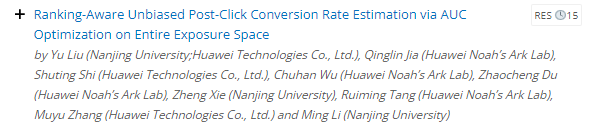 + Ranking-Aware Unbiased Post-Click Conversion Rate Estimation via AUC
Optimization on Entire Exposure Space
RES 🕒15
by Yu Liu (Nanjing University;Huawei Technologies Co., Ltd.), Qinglin Jia (Huawei Noah’s Ark Lab),
Shuting Shi (Huawei Technologies Co., Ltd.), Chuhan Wu (Huawei Noah’s Ark Lab), Zhaocheng Du
(Huawei Noah’s Ark Lab), Zheng Xie (Nanjing University), Ruiming Tang (Huawei Noah’s Ark Lab),
Muyu Zhang (Huawei Technologies Co., Ltd.) and Ming Li (Nanjing University)